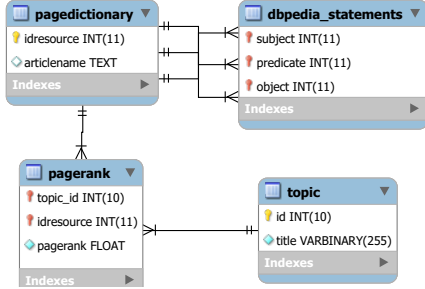 pagedictionary
idresource INT(11)
articlename TEXT
Indexes
dbpedia_statements
subject INT(11)
predicate INT(11)
object INT(11)
Indexes
pagerank
topic_id INT(10)
idresource INT(11)
pagerank FLOAT
Indexes
topic
id INT(10)
title VARBINARY(255)
Indexes